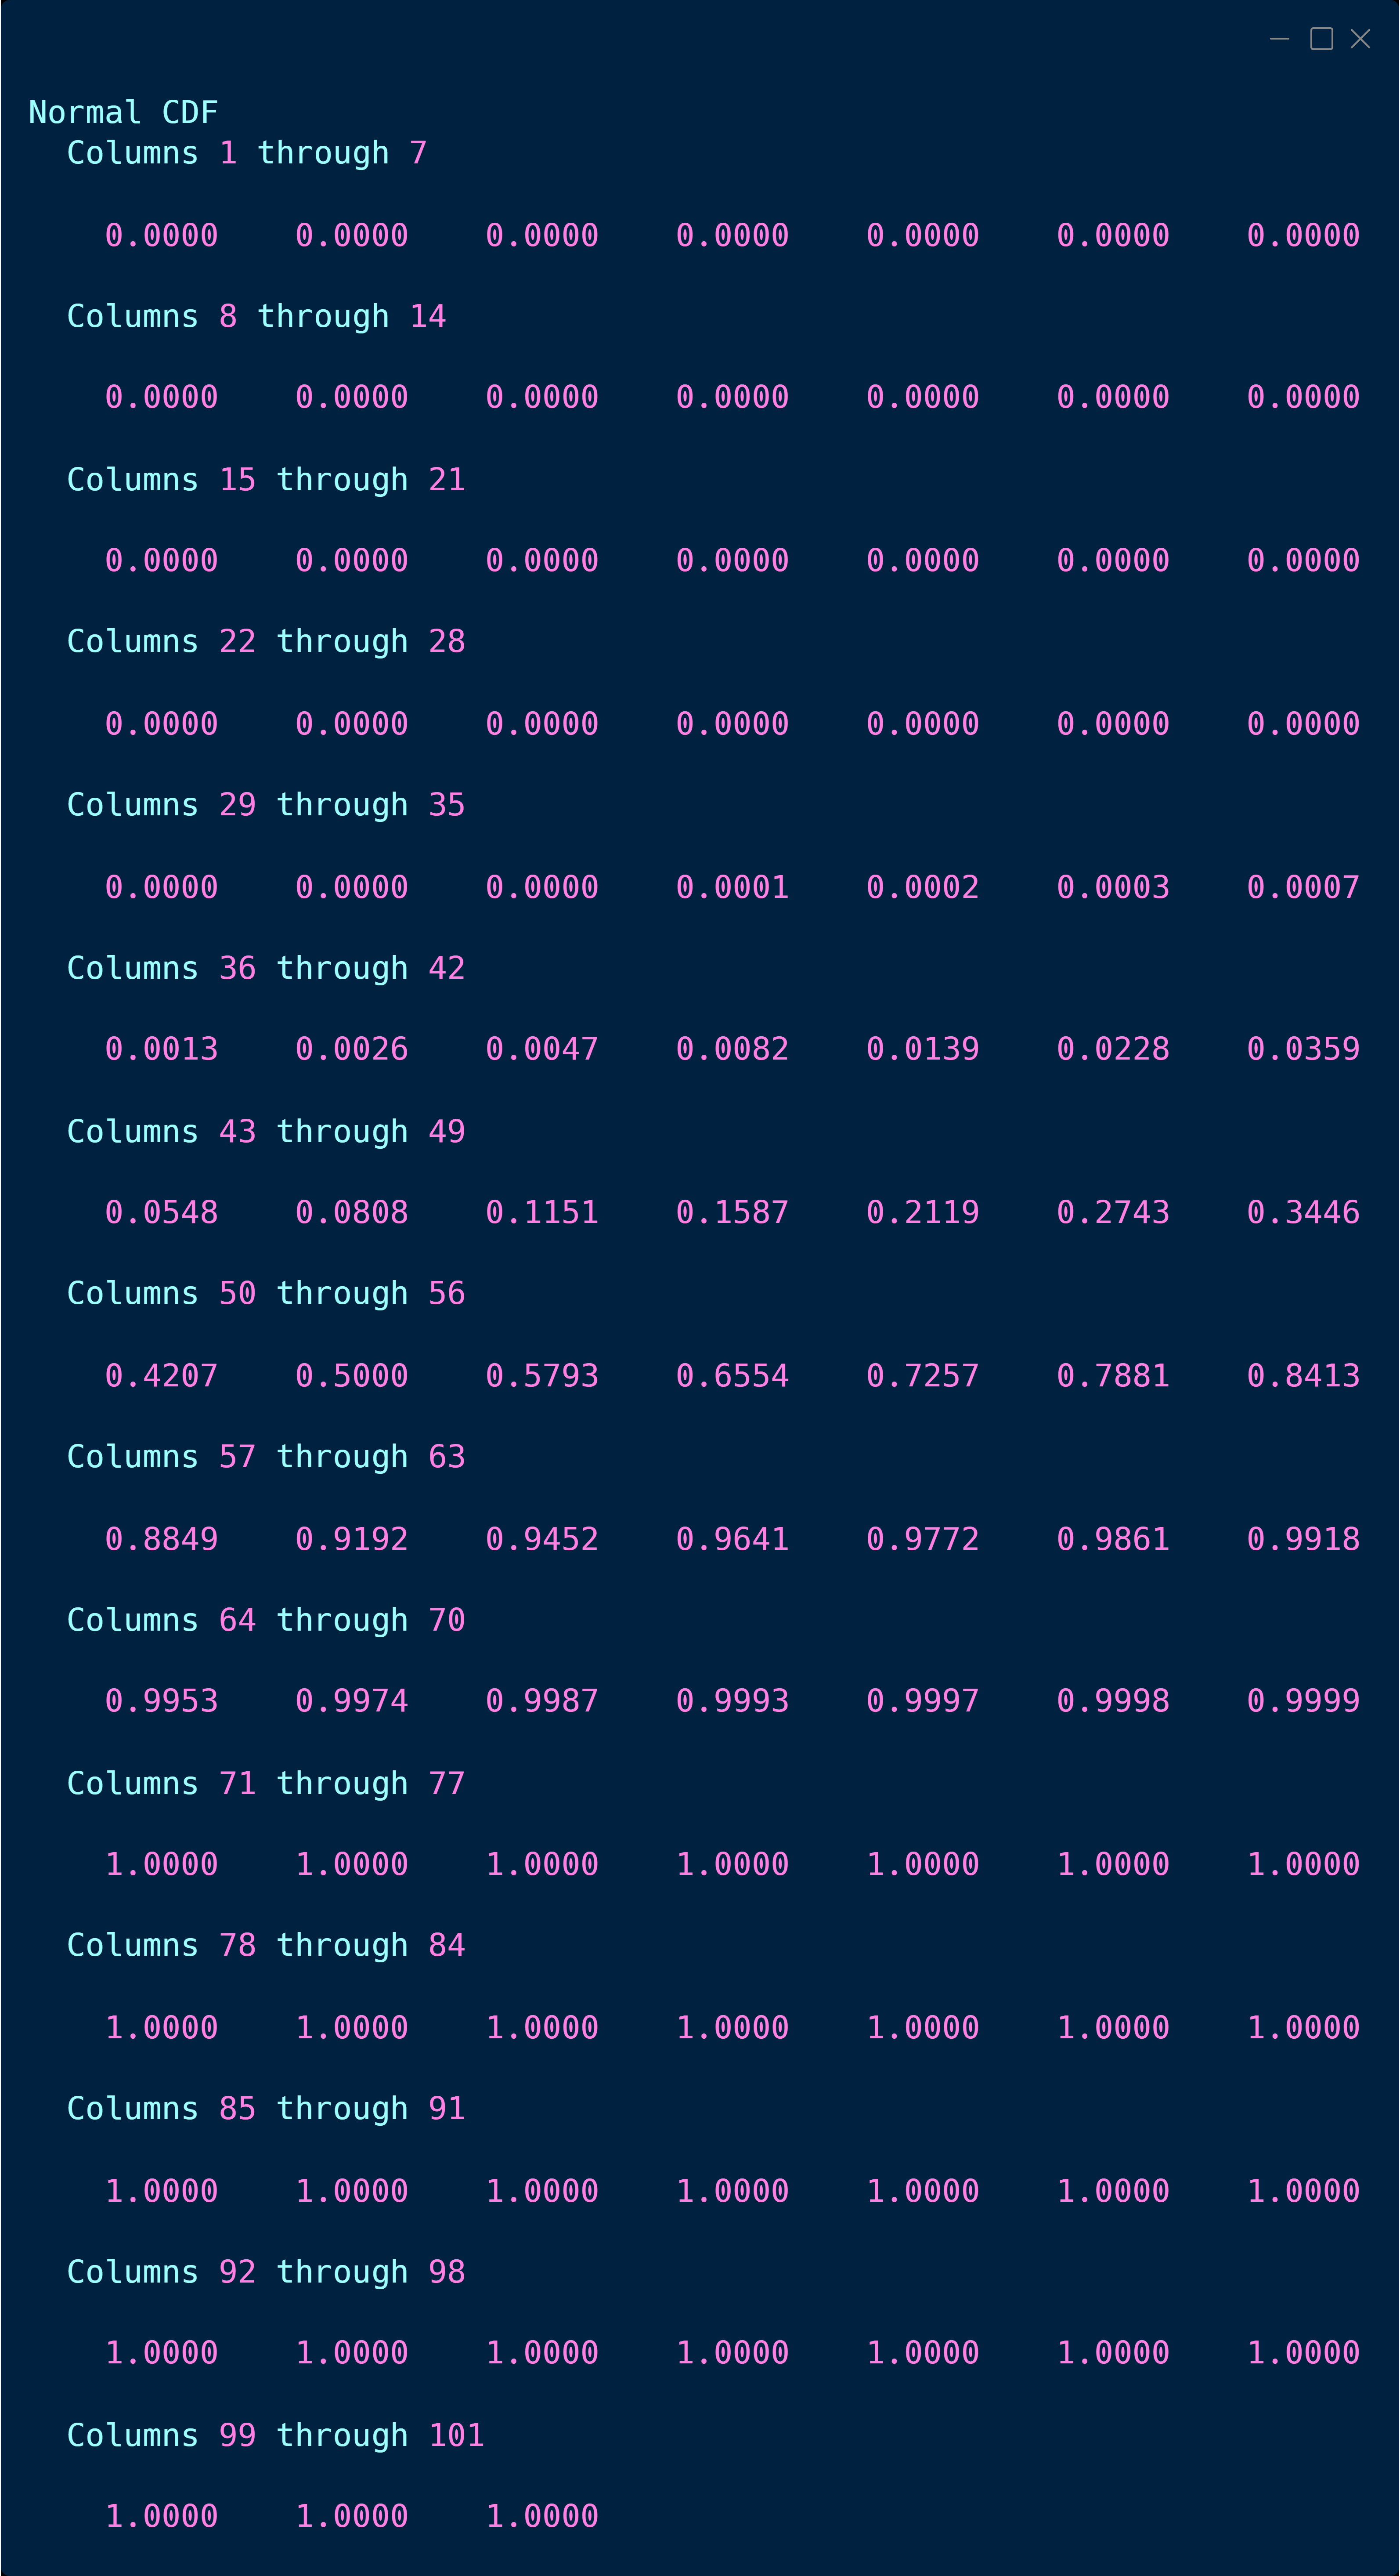 Normal CDF
Columns 1 through 7
0.0000 0.0000 0.0000 0.0000 0.0000 0.0000 0.0000
Columns 8 through 14
0.0000 0.0000 0.0000 0.0000 0.0000 0.0000 0.0000
Columns 15 through 21
0.0000 0.0000 0.0000 0.0000 0.0000 0.0000 0.0000
Columns 22 through 28
0.0000 0.0000 0.0000 0.0000 0.0000 0.0000 0.0000
Columns 29 through 35
0.0000 0.0000 0.0000 0.0001 0.0002 0.0003 0.0007
Columns 36 through 42
0.0013 0.0026 0.0047 0.0082 0.0139 0.0228 0.0359
Columns 43 through 49
0.0548 0.0808 0.1151 0.1587 0.2119 0.2743 0.3446
Columns 50 through 56
0.4207 0.5000 0.5793 0.6554 0.7257 0.7881 0.8413
Columns 57 through 63
0.8849 0.9192 0.9452 0.9641 0.9772 0.9861 0.9918
Columns 64 through 70
0.9953 0.9974 0.9987 0.9993 0.9997 0.9998 0.9999
Columns 71 through 77
1.0000 1.0000 1.0000 1.0000 1.0000 1.0000 1.0000
Columns 78 through 84
1.0000 1.0000 1.0000 1.0000 1.0000 1.0000 1.0000
Columns 85 through 91
1.0000 1.0000 1.0000 1.0000 1.0000 1.0000 1.0000
Columns 92 through 98
1.0000 1.0000 1.0000 1.0000 1.0000 1.0000 1.0000
Columns 99 through 101
1.0000 1.0000 1.0000